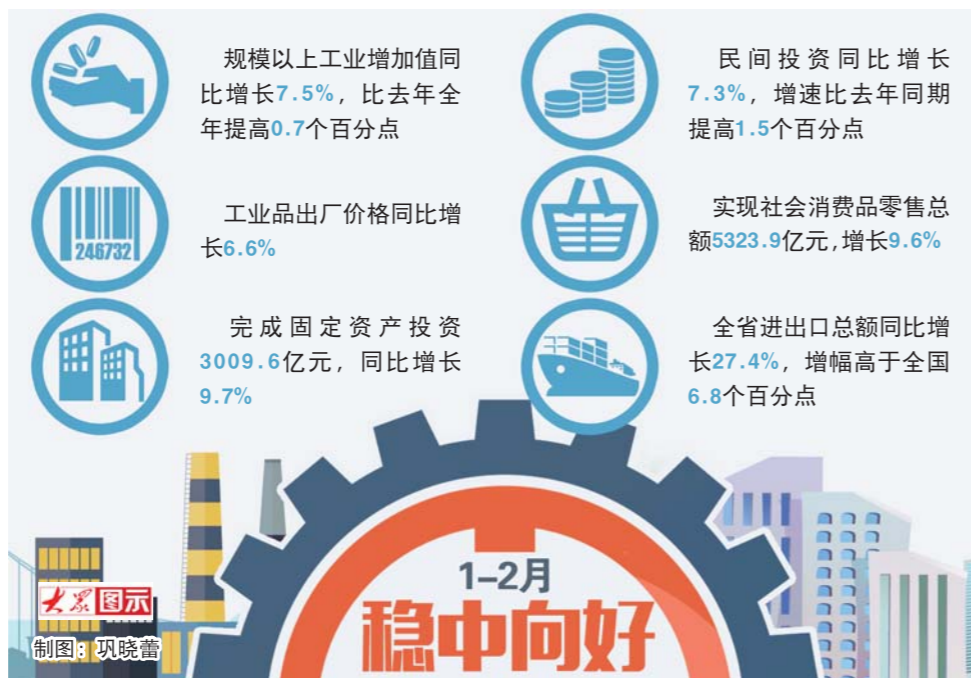 规模以上工业增加值同
比增长7.5%，比去年全
年提高0.7个百分点
民间投资同比增长
7.3%，增速比去年同期
提高1.5个百分点
246732
工业品出厂价格同比增
长6.6%
实现社会消费品零售总
额5323.9亿元,增长9.6%
完成固定资产投资
3009.6亿元，同比增长
9.7%
全省进出口总额同比增
长27.4%，增幅高于全国
6.8个百分点
1-2月
稳中向好
大众图示
制图：巩晓蕾